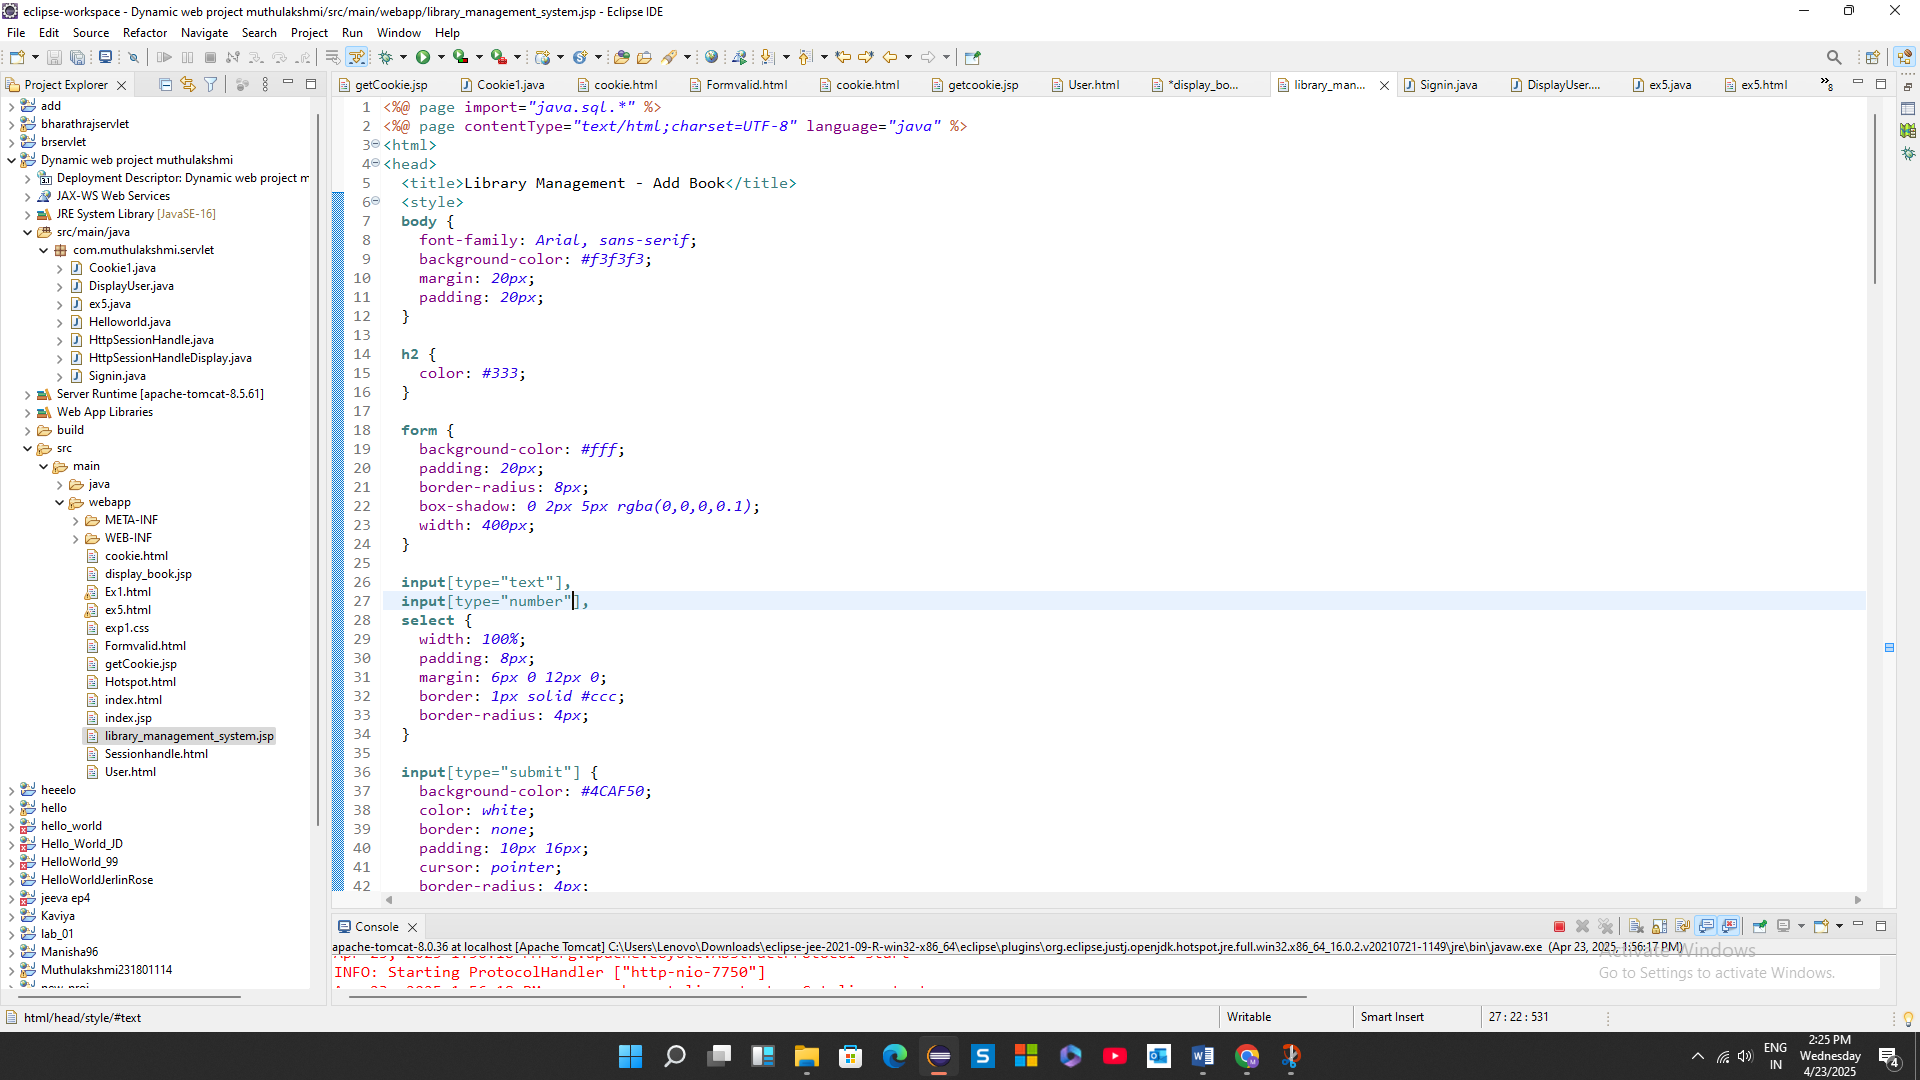 eclipse-workspace - Dynamic web project muthulakshmi/src/main/webapp/library_management_system.jsp - Eclipse IDE
File Edit Source Refactor Navigate Search Project Run Window Help
Project Explorer
getCookie.jsp Cookie1.java cookie.html Formvalid.html cookie.html getcookie.jsp User.html *display_bo... library_man... Signin.java DisplayUser.... ex5.java ex5.html »8
add
bharathrajservlet
brservlet
Dynamic web project muthulakshmi
Deployment Descriptor: Dynamic web project m
JAX-WS Web Services
JRE System Library [JavaSE-16]
src/main/java
com.muthulakshmi.servlet
Cookie1.java
DisplayUser.java
ex5.java
Helloworld.java
HttpSessionHandle.java
HttpSessionHandleDisplay.java
Signin.java
Server Runtime [apache-tomcat-8.5.61]
Web App Libraries
build
src
main
java
webapp
META-INF
WEB-INF
cookie.html
display_book.jsp
Ex1.html
ex5.html
exp1.css
Formvalid.html
getCookie.jsp
Hotspot.html
index.html
index.jsp
library_management_system.jsp
Sessionhandle.html
User.html
heeelo
hello
hello_world
Hello_World_JD
HelloWorld_99
HelloWorldJerlinRose
jeeva ep4
Kaviya
lab_01
Manisha96
Muthulakshmi231801114
1 <%@ page import="java.sql.*" %>
2 <%@ page contentType="text/html;charset=UTF-8" language="java" %>
3 <html>
4 <head>
5 <title>Library Management - Add Book</title>
6 <style>
7 body {
8 font-family: Arial, sans-serif;
9 background-color: #f3f3f3;
10 margin: 20px;
11 padding: 20px;
12 }
13
14 h2 {
15 color: #333;
16 }
17
18 form {
19 background-color: #fff;
20 padding: 20px;
21 border-radius: 8px;
22 box-shadow: 0 2px 5px rgba(0,0,0,0.1);
23 width: 400px;
24 }
25
26 input[type="text"],
27 input[type="number"],
28 select {
29 width: 100%;
30 padding: 8px;
31 margin: 6px 0 12px 0;
32 border: 1px solid #ccc;
33 border-radius: 4px;
34 }
35
36 input[type="submit"] {
37 background-color: #4CAF50;
38 color: white;
39 border: none;
40 padding: 10px 16px;
41 cursor: pointer;
42 border-radius: 4px;
Console
apache-tomcat-8.0.36 at localhost [Apache Tomcat] C:\Users\Lenovo\Downloads\eclipse-jee-2021-09-R-win32-x86_64\eclipse\plugins\org.eclipse.justj.openjdk.hotspot.jre.full.win32.x86_64_16.0.2.v20210721-1149\jre\bin\javaw.exe (Apr 23, 2025, 1:56:17 PM)
INFO: Starting ProtocolHandler ["http-nio-7750"]
Activate Windows
Go to Settings to activate Windows.
html/head/style/#text
Writable
Smart Insert
27 : 22 : 531
ENG
IN
2:25 PM
Wednesday
4/23/2025
4